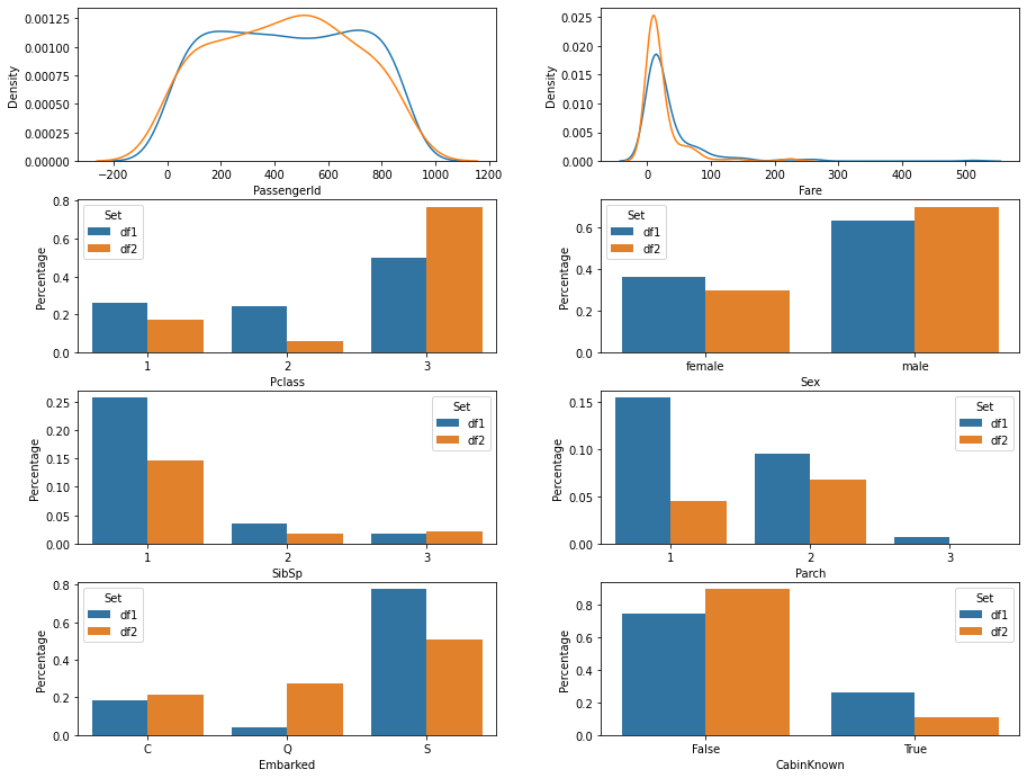 0.00125
0.00100
0.00075
0.00050
0.00025
0.00000
Density
−200 0 200 400 600 800 1000 1200
PassengerId
0.025
0.020
0.015
0.010
0.005
0.000
Density
0 100 200 300 400 500
Fare
0.8
0.6
0.4
0.2
0.0
Percentage
Set
df1
df2
1 2 3
Pclass
0.6
0.4
0.2
0.0
Percentage
Set
df1
df2
female male
Sex
0.25
0.20
0.15
0.10
0.05
0.00
Percentage
Set
df1
df2
1 2 3
SibSp
0.15
0.10
0.05
0.00
Percentage
Set
df1
df2
1 2 3
Parch
0.8
0.6
0.4
0.2
0.0
Percentage
Set
df1
df2
C Q S
Embarked
0.8
0.6
0.4
0.2
0.0
Percentage
Set
df1
df2
False True
CabinKnown